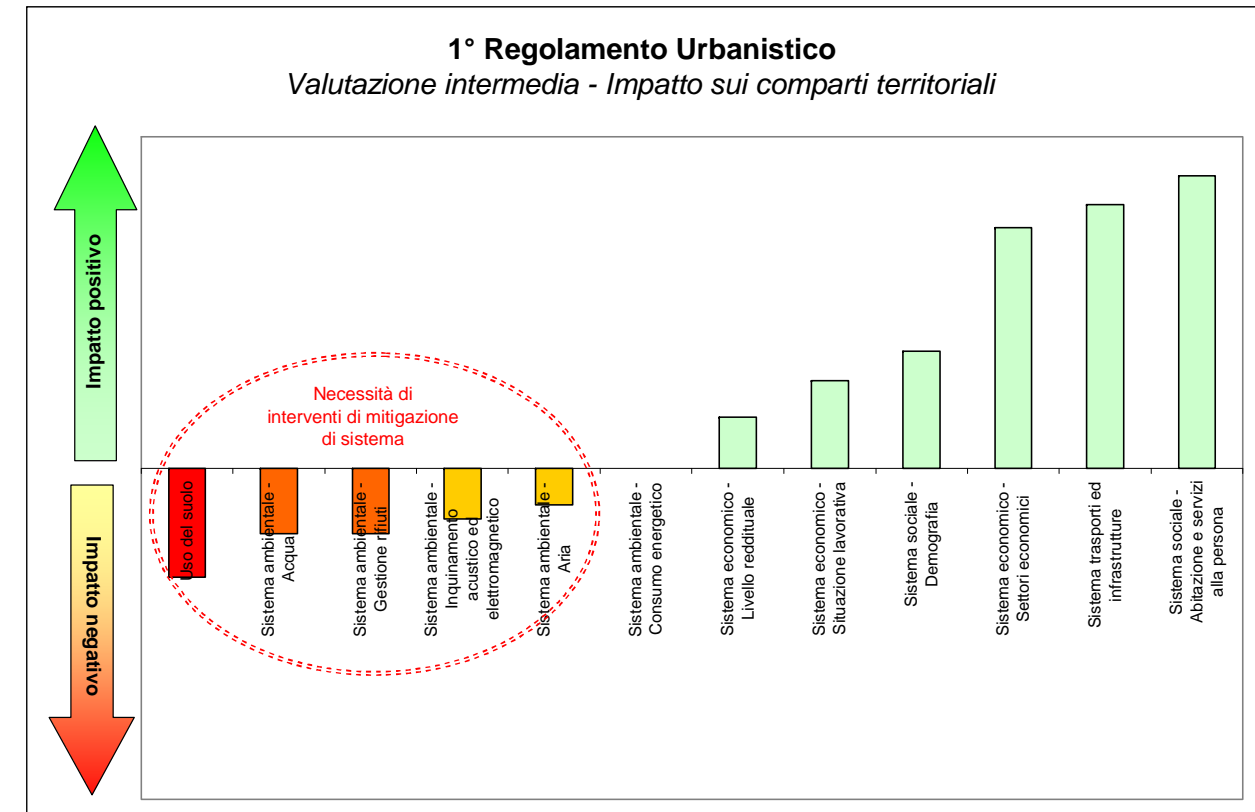 1° Regolamento Urbanistico
Valutazione intermedia - Impatto sui comparti territoriali
Impatto positivo
Impatto negativo
Necessità di
interventi di mitigazione
di sistema
Uso del suolo
Sistema ambientale -
Acqua
Sistema ambientale -
Gestione rifiuti
Sistema ambientale -
Inquinamento
acustico ed
elettromagnetico
Sistema ambientale -
Aria
Sistema ambientale -
Consumo energetico
Sistema economico -
Livello reddituale
Sistema economico -
Situazione lavorativa
Sistema sociale -
Demografia
Sistema economico -
Settori economici
Sistema trasporti ed
infrastrutture
Sistema sociale -
Abitazione e servizi
alla persona